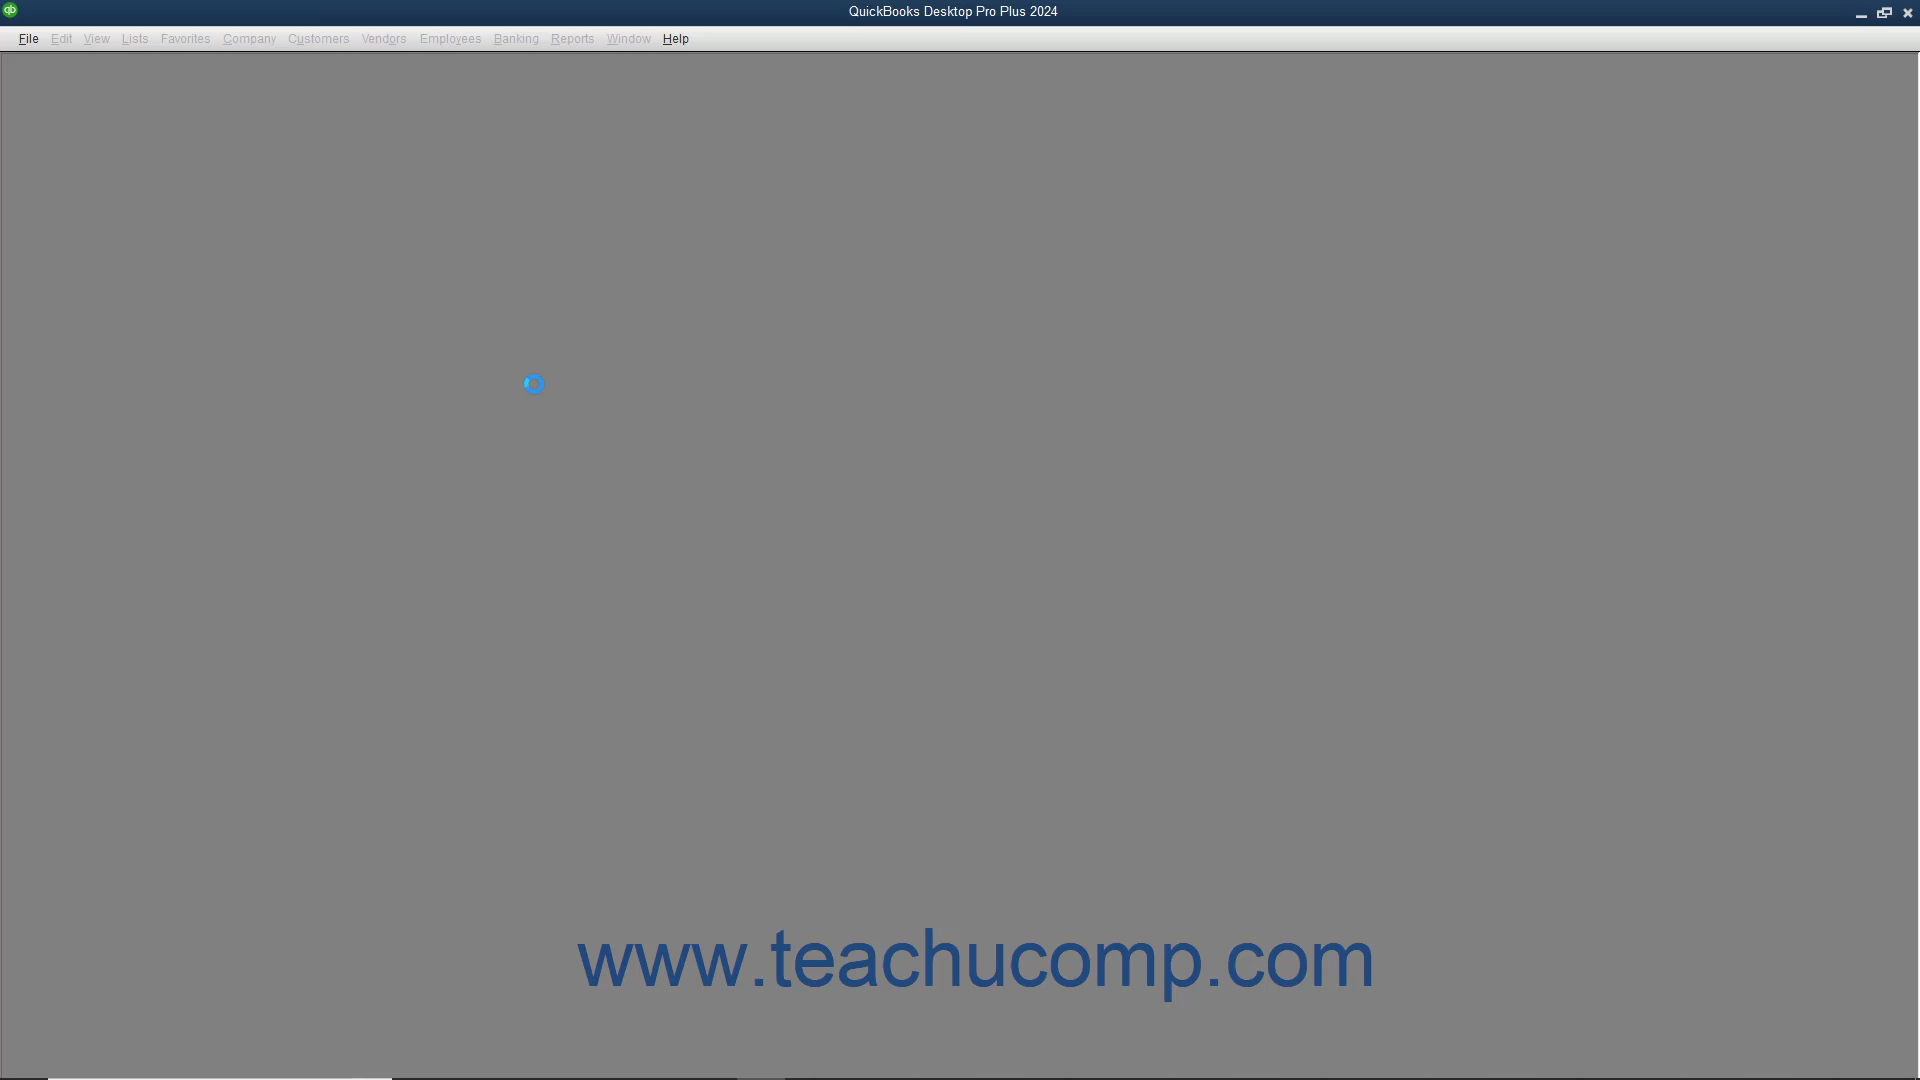 qb
QuickBooks Desktop Pro Plus 2024
File Edit View Lists Favorites Company Customers Vendors Employees Banking Reports Window Help
www.teachucomp.com